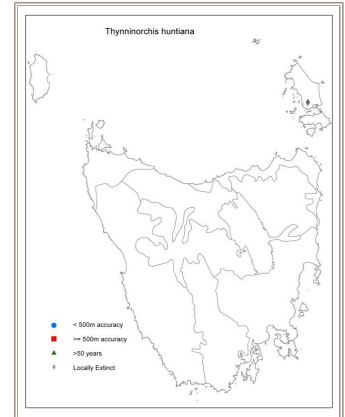 Thynninorchis huntiana
< 500m accuracy
>= 500m accuracy
>50 years
Locally Extinct